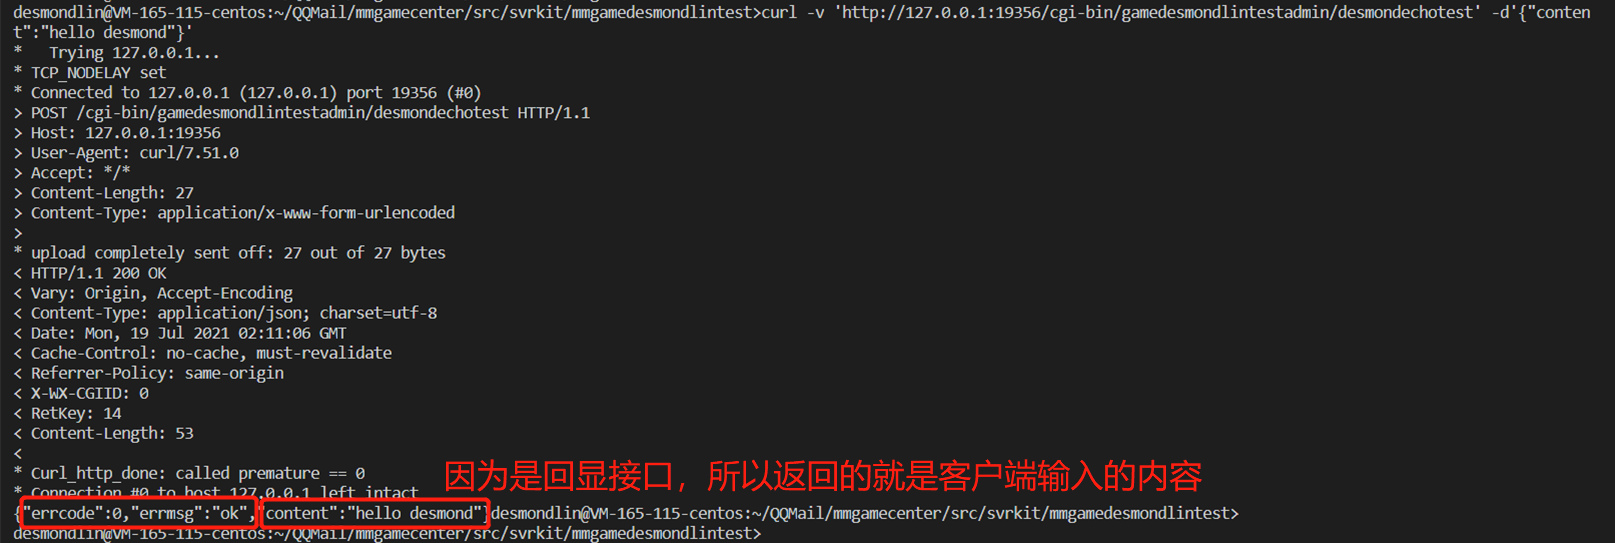 desmondlin@VM-165-115-centos:~/QQMail/mmgamecenter/src/svrkit/mmgamedesmondlintest>curl -v 'http://127.0.0.1:19356/cgi-bin/gamedesmondlintestadmin/desmondechotest' -d'{"conten
t":"hello desmond"}'
*   Trying 127.0.0.1...
* TCP_NODELAY set
* Connected to 127.0.0.1 (127.0.0.1) port 19356 (#0)
> POST /cgi-bin/gamedesmondlintestadmin/desmondechotest HTTP/1.1
> Host: 127.0.0.1:19356
> User-Agent: curl/7.51.0
> Accept: */*
> Content-Length: 27
> Content-Type: application/x-www-form-urlencoded
>
* upload completely sent off: 27 out of 27 bytes
< HTTP/1.1 200 OK
< Vary: Origin, Accept-Encoding
< Content-Type: application/json; charset=utf-8
< Date: Mon, 19 Jul 2021 02:11:06 GMT
< Cache-Control: no-cache, must-revalidate
< Referrer-Policy: same-origin
< X-WX-CGIID: 0
< RetKey: 14
< Content-Length: 53
<
* Curl_http_done: called premature == 0
因为是回显接口，所以返回的就是客户端输入的内容
* Connection #0 to host 127.0.0.1 left intact
{"errcode":0,"errmsg":"ok","content":"hello desmond"}desmondlin@VM-165-115-centos:~/QQMail/mmgamecenter/src/svrkit/mmgamedesmondlintest>
desmondlin@VM-165-115-centos:~/QQMail/mmgamecenter/src/svrkit/mmgamedesmondlintest>